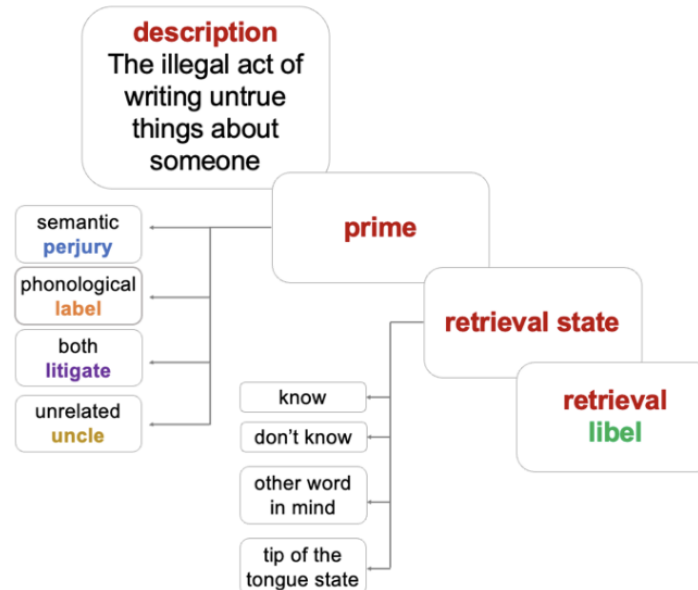 description
The illegal act of
writing untrue
things about
someone
prime
semantic
perjury
phonological
label
both
litigate
unrelated
uncle
retrieval state
know
don't know
other word
in mind
tip of the
tongue state
retrieval
libel